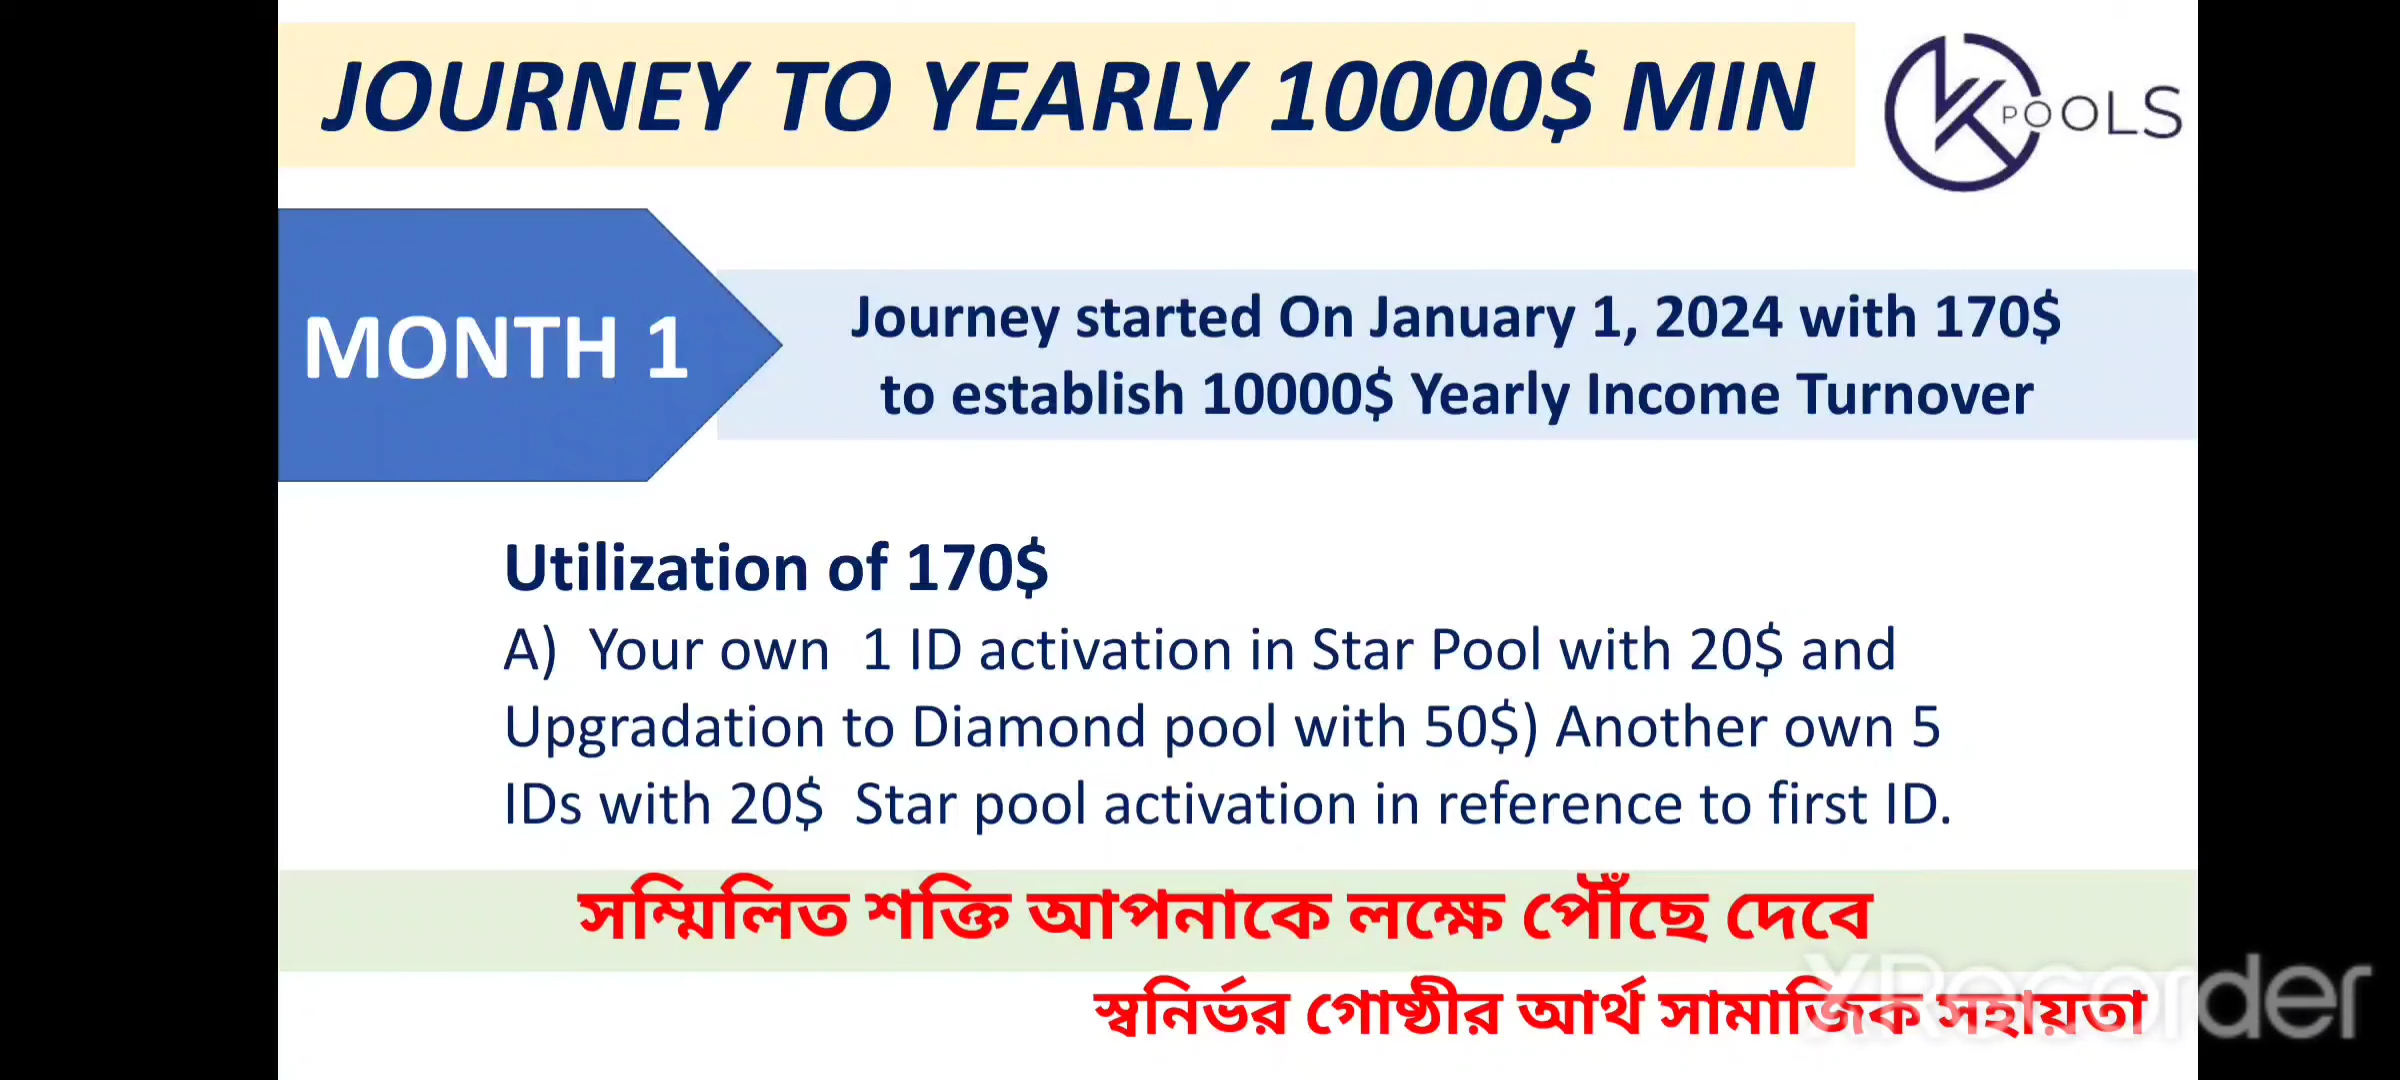 JOURNEY TO YEARLY 10000$ MIN
K POOLS
MONTH 1
Journey started On January 1, 2024 with 170$
to establish 10000$ Yearly Income Turnover
Utilization of 170$
A) Your own 1 ID activation in Star Pool with 20$ and
Upgradation to Diamond pool with 50$) Another own 5
IDs with 20$ Star pool activation in reference to first ID.
সম্মিলিত শক্তি আপনাকে লক্ষে পৌঁছে দেবে
স্বনির্ভর গোষ্ঠীর আর্থ সামাজিক সহায়তা
XRecorder